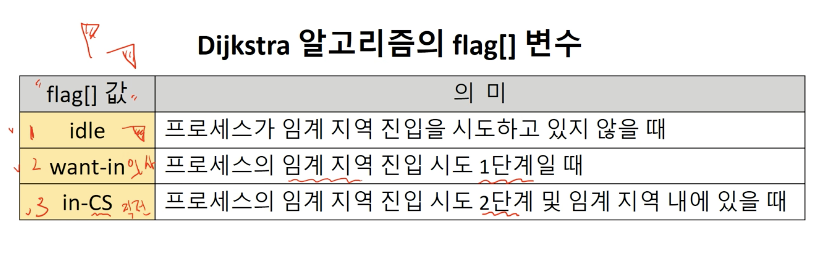 Dijkstra 알고리즘의 flag[] 변수
flag[] 값 의 미
1 idle 프로세스가 임계 지역 진입을 시도하고 있지 않을 때
2 want-in 프로세스의 임계 지역 진입 시도 1단계일 때
3 in-CS 프로세스의 임계 지역 진입 시도 2단계 및 임계 지역 내에 있을 때